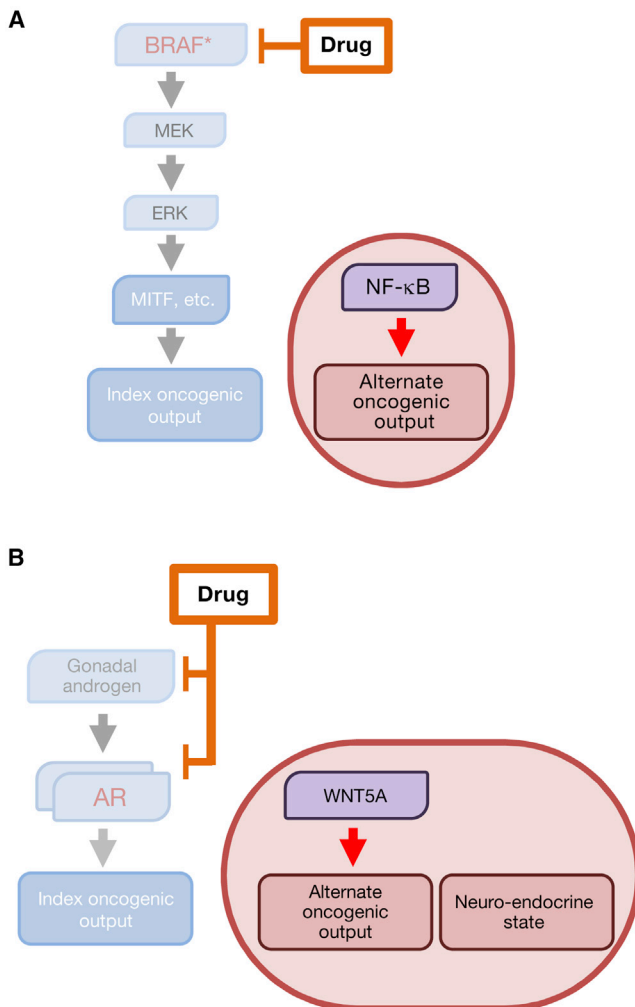 A
BRAF*
Drug
MEK
ERK
MITF, etc.
Index oncogenic
output
NF-κB
Alternate
oncogenic
output
B
Drug
Gonadal
androgen
AR
Index oncogenic
output
WNT5A
Alternate
oncogenic
output
Neuro-endocrine
state